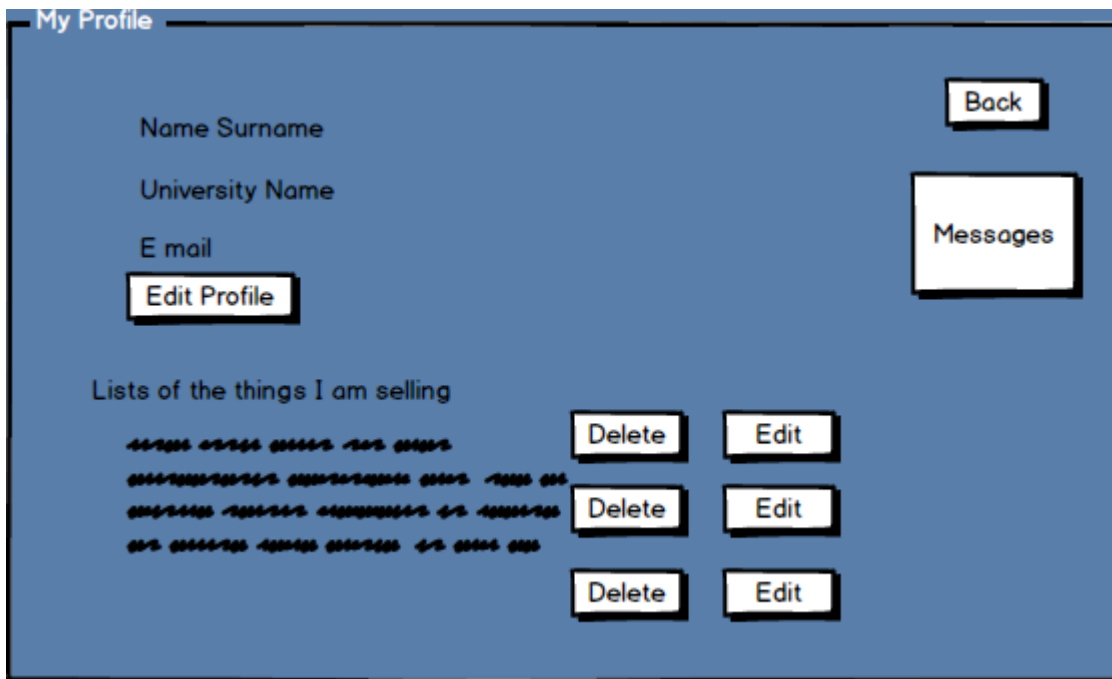 My Profile
Back
Name Surname
University Name
Messages
E mail
Edit Profile
Lists of the things I am selling
Delete Edit
Delete Edit
Delete Edit